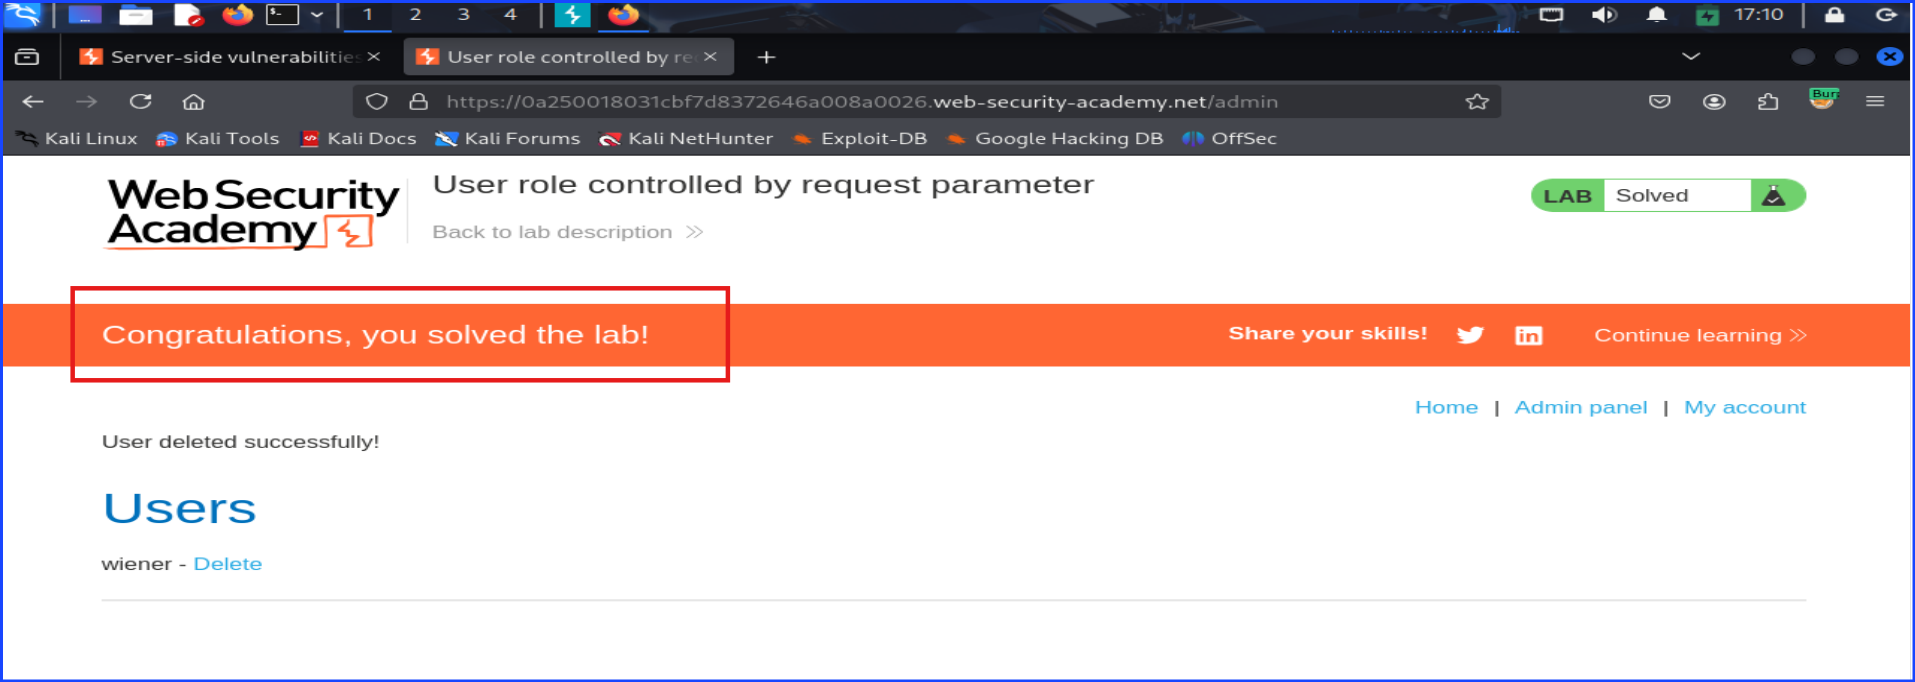 1 2 3 4 17:10
Server-side vulnerabilities User role controlled by re
https://0a250018031cbf7d8372646a008a0026.web-security-academy.net/admin
Kali Linux Kali Tools Kali Docs Kali Forums Kali NetHunter Exploit-DB Google Hacking DB OffSec
Web Security
Academy
User role controlled by request parameter
Back to lab description
LAB Solved
Congratulations, you solved the lab!
Share your skills! Continue learning
Home | Admin panel | My account
User deleted successfully!
Users
wiener - Delete